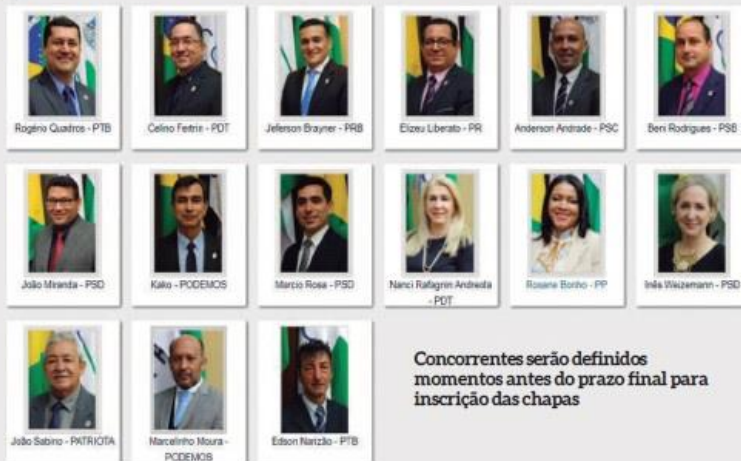 Rogério Quadros - PTB
Celino Fertrin - PDT
Jeferson Brayner - PRB
Elizeu Liberato - PR
Anderson Andrade - PSC
Beni Rodrigues - PSB
João Miranda - PSD
Kako - PODEMOS
Marcio Rosa - PSD
Nanci Rafagnin Andreola
- PDT
Rosane Bonho - PP
Inês Weizemann - PSD
João Sabino - PATRIOTA
Marcelinho Moura -
PODEMOS
Edson Narizão - PTB
Concorrentes serão definidos
momentos antes do prazo final para
inscrição das chapas